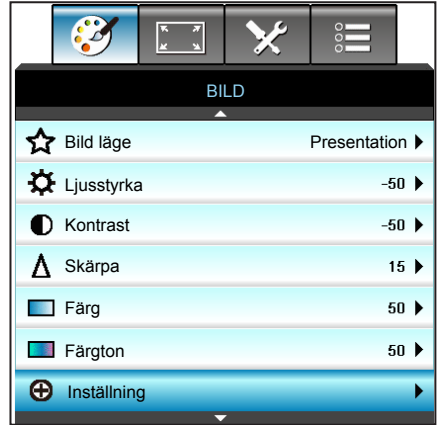 BILD
Bild läge Presentation
Ljusstyrka -50
Kontrast -50
Skärpa 15
Färg 50
Färgton 50
Inställning